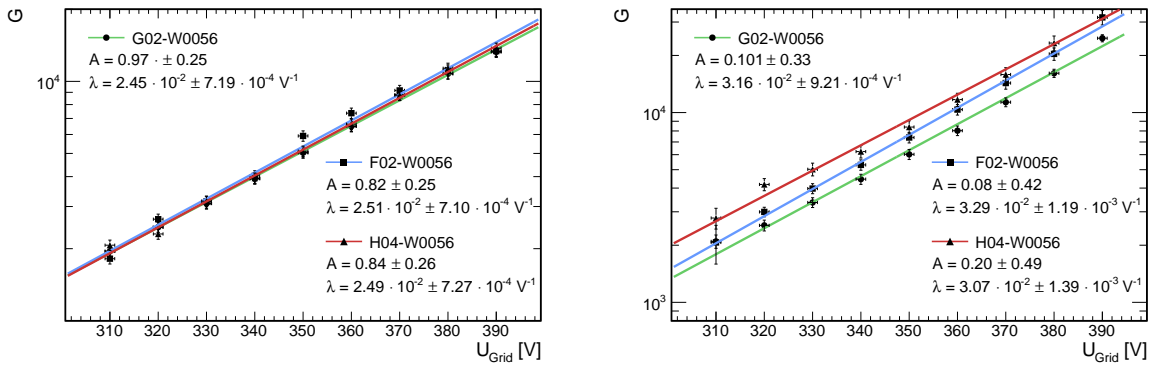 G
G02-W0056
A = 0.97 · ± 0.25
λ = 2.45 · 10⁻² ± 7.19 · 10⁻⁴ V⁻¹
10⁴
F02-W0056
A = 0.82 ± 0.25
λ = 2.51 · 10⁻² ± 7.10 · 10⁻⁴ V⁻¹
H04-W0056
A = 0.84 ± 0.26
λ = 2.49 · 10⁻² ± 7.27 · 10⁻⁴ V⁻¹
310 320 330 340 350 360 370 380 390
U_Grid [V]
G
G02-W0056
A = 0.101 ± 0.33
λ = 3.16 · 10⁻² ± 9.21 · 10⁻⁴ V⁻¹
10⁴
F02-W0056
A = 0.08 ± 0.42
λ = 3.29 · 10⁻² ± 1.19 · 10⁻³ V⁻¹
H04-W0056
A = 0.20 ± 0.49
λ = 3.07 · 10⁻² ± 1.39 · 10⁻³ V⁻¹
10³
310 320 330 340 350 360 370 380 390
U_Grid [V]